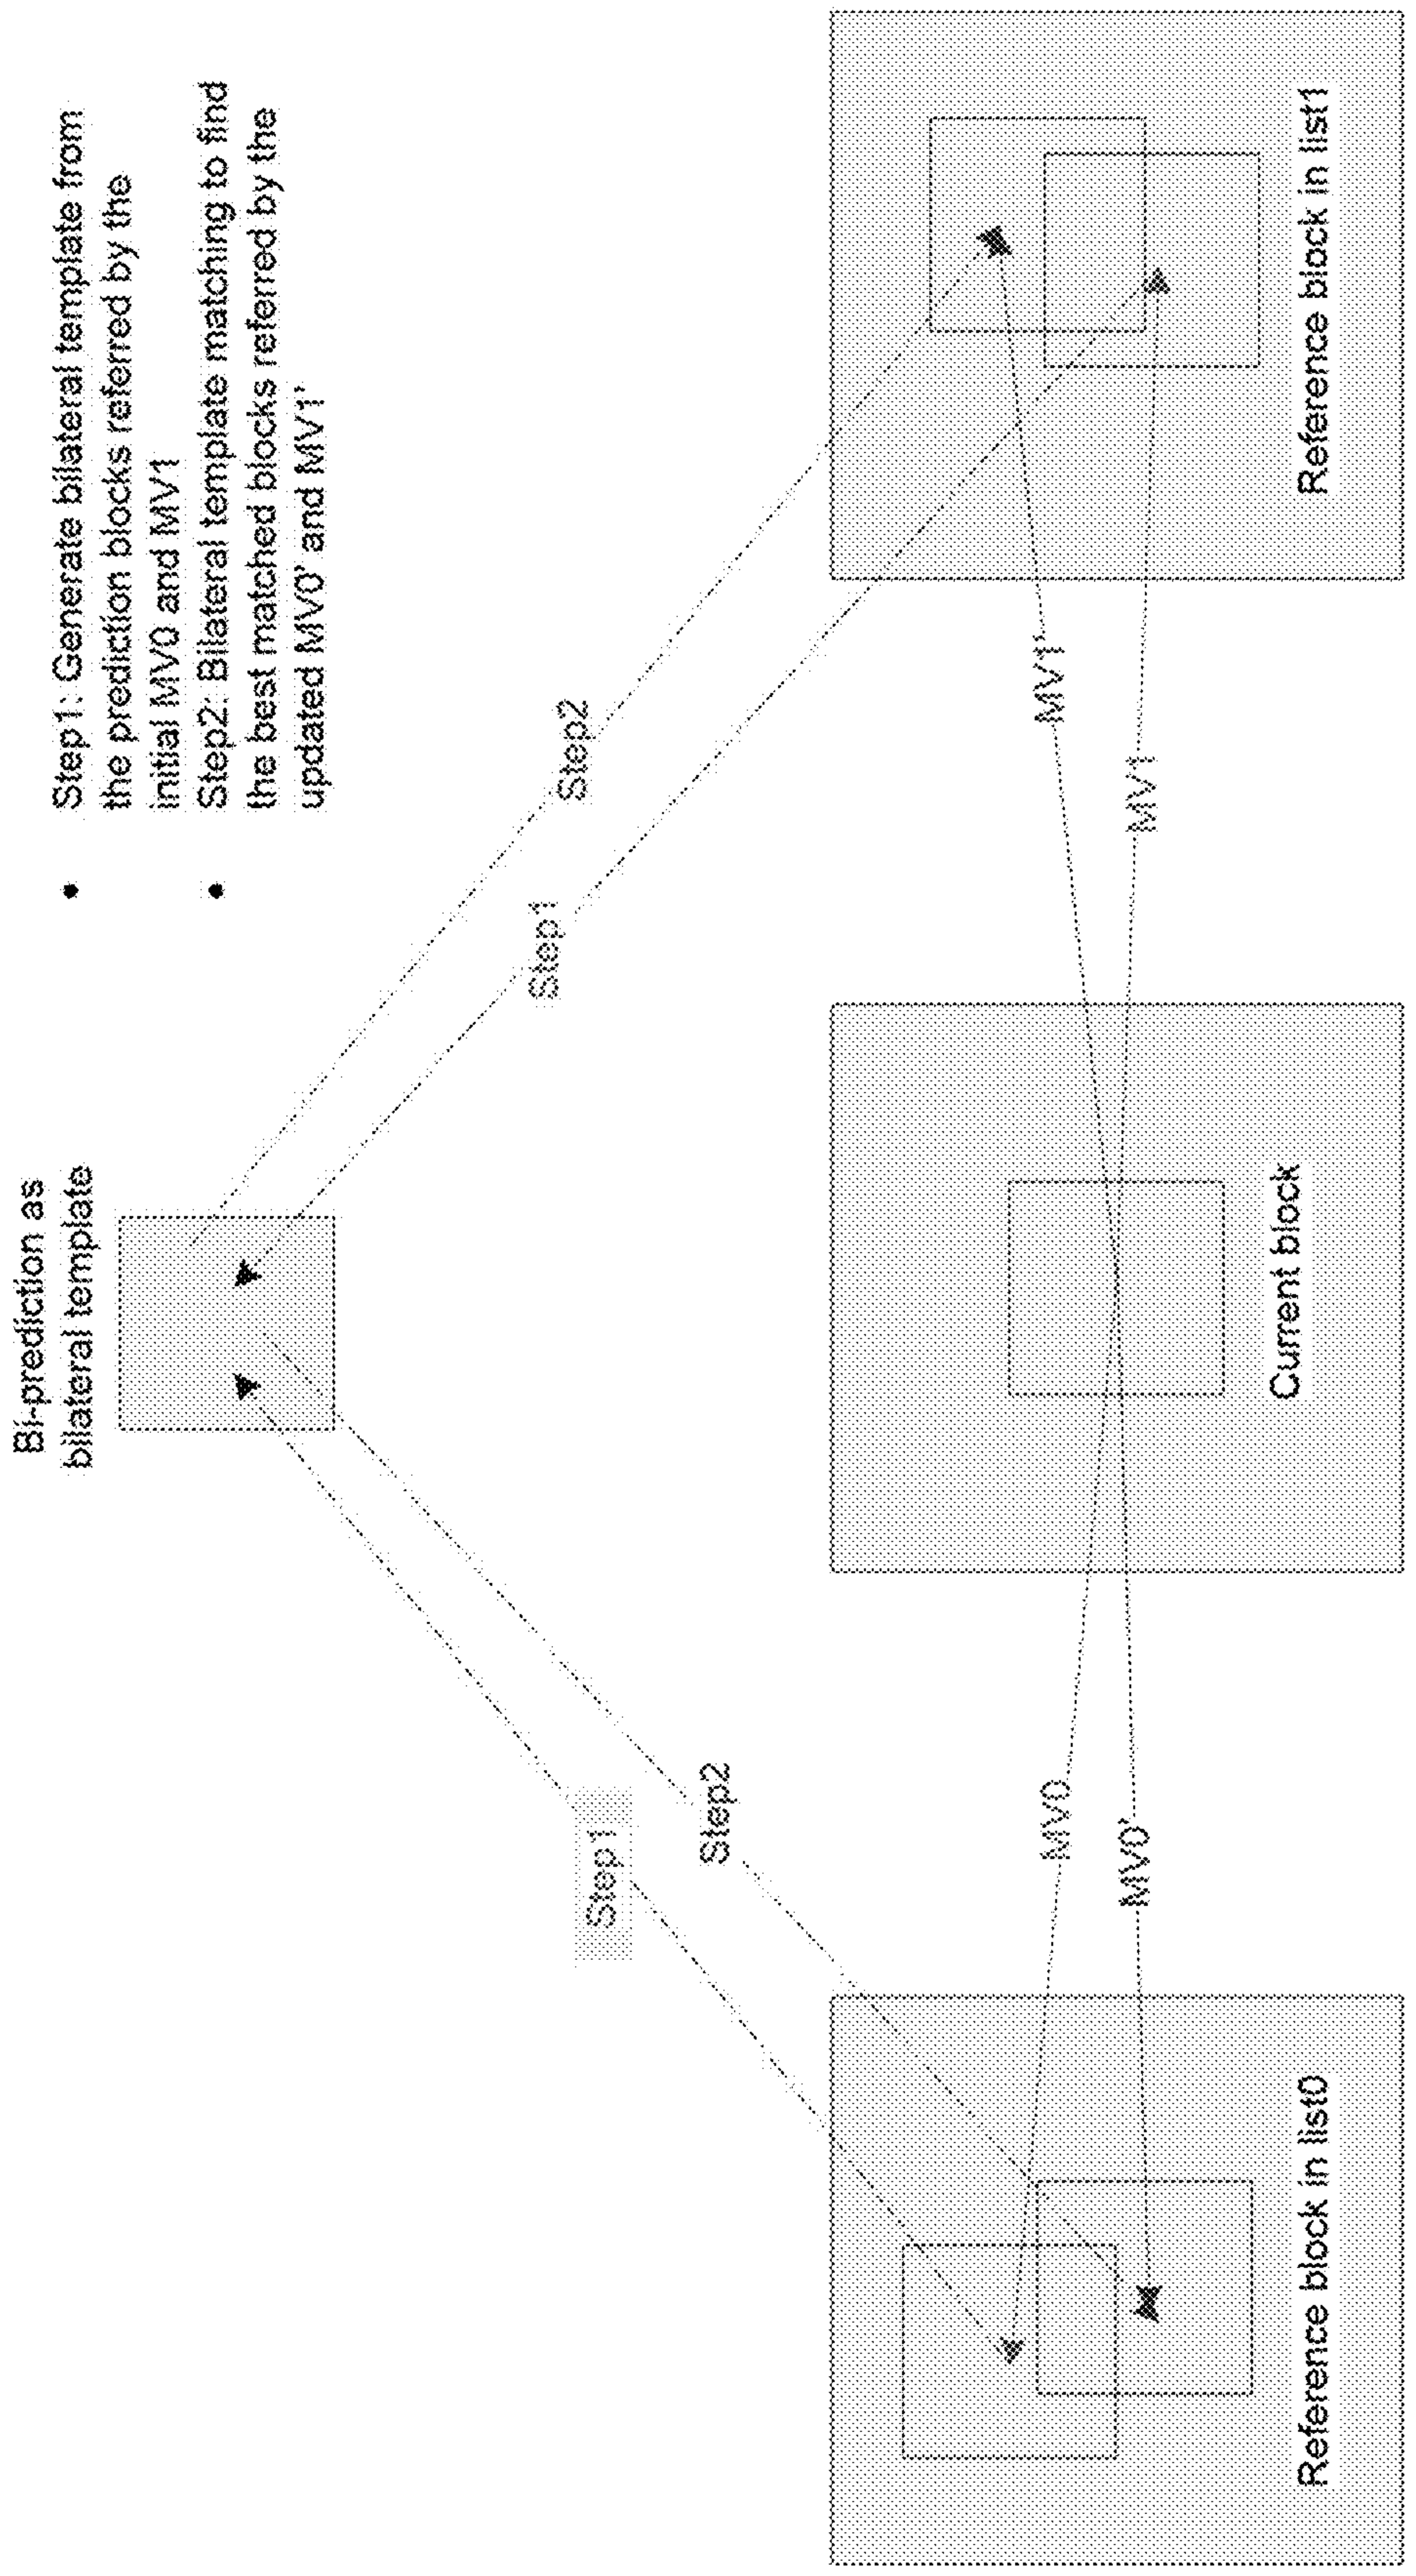 Bi-prediction as
bilateral template
• Step1: Generate bilateral template from
the prediction blocks referred by the
initial MV0 and MV1
• Step2: Bilateral template matching to find
the best matched blocks referred by the
updated MV0' and MV1'
Step1
Step2
Step1
Step2
MV0
MV0'
MV1'
MV1
Reference block in list0
Current block
Reference block in list1